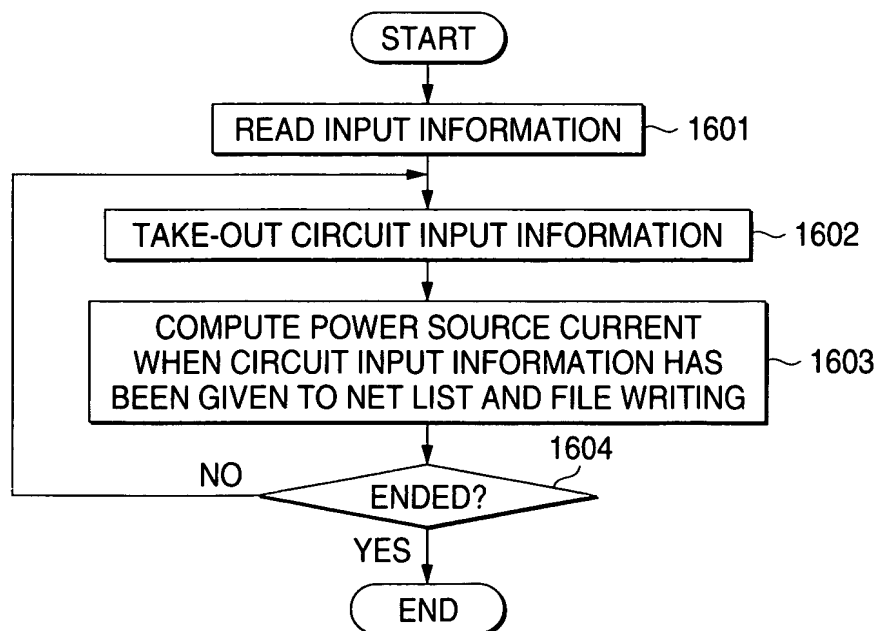 START
READ INPUT INFORMATION
1601
TAKE-OUT CIRCUIT INPUT INFORMATION
1602
COMPUTE POWER SOURCE CURRENT
WHEN CIRCUIT INPUT INFORMATION HAS
BEEN GIVEN TO NET LIST AND FILE WRITING
1603
1604
NO
ENDED?
YES
END